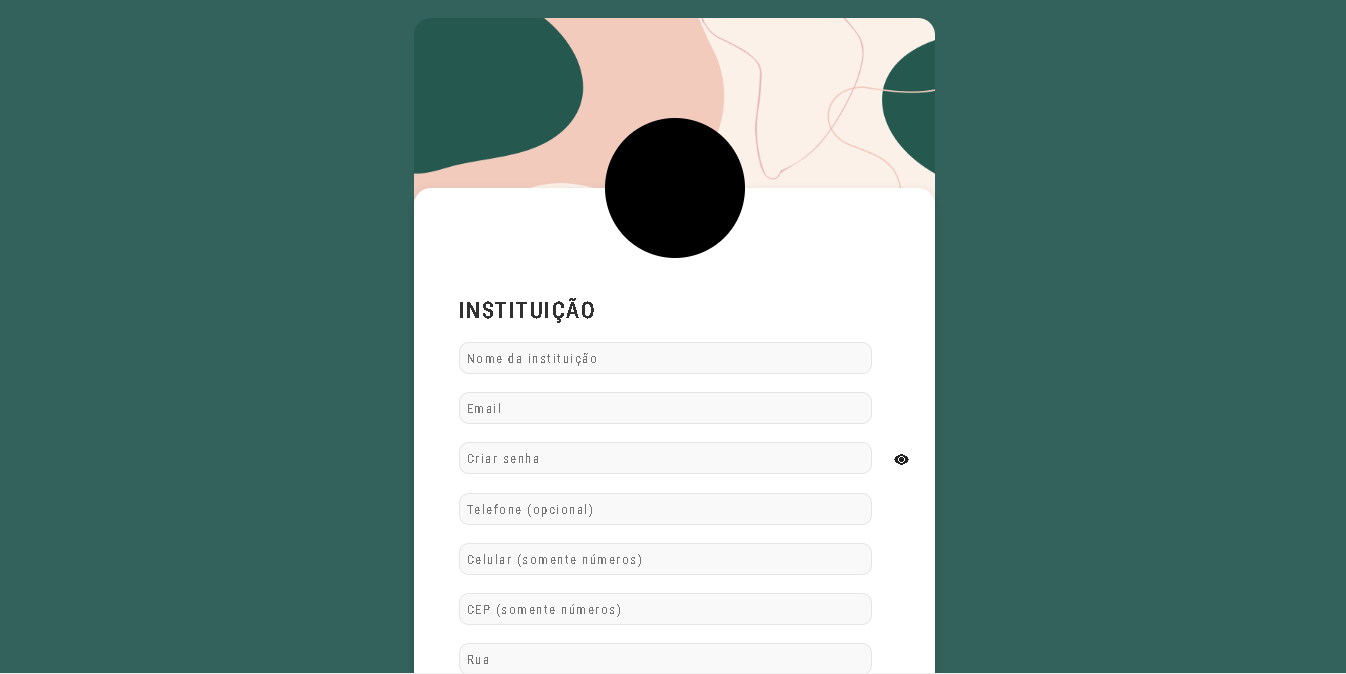 INSTITUIÇÃO
Nome da instituição
Email
Criar senha
Telefone (opcional)
Celular (somente números)
CEP (somente números)
Rua